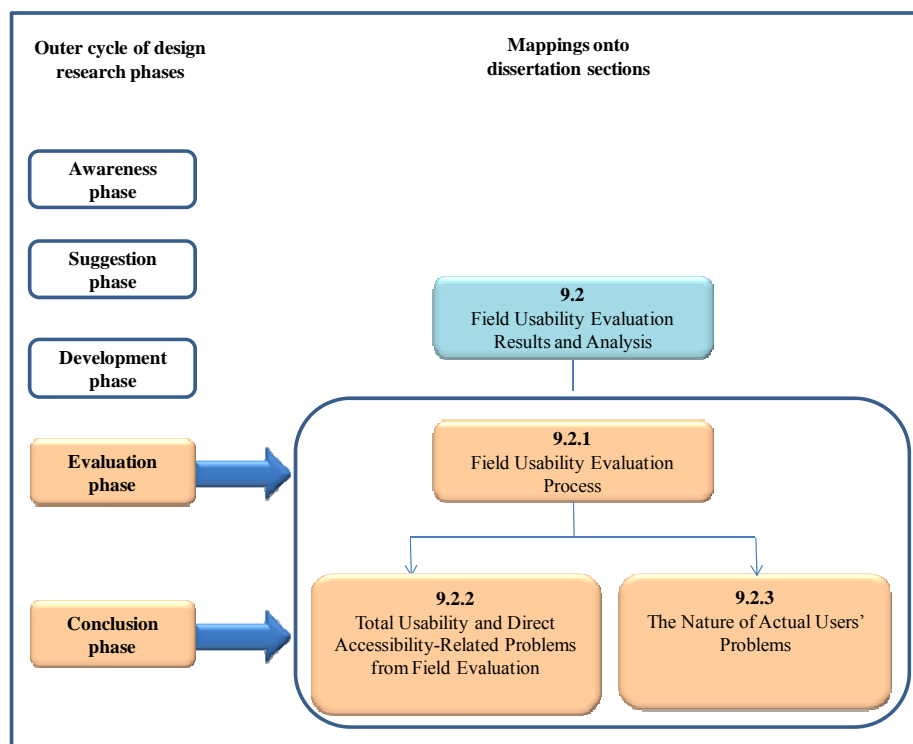 Outer cycle of design
research phases
Mappings onto
dissertation sections
Awareness
phase
Suggestion
phase
Development
phase
Evaluation
phase
Conclusion
phase
9.2
Field Usability Evaluation
Results and Analysis
9.2.1
Field Usability Evaluation
Process
9.2.2
Total Usability and Direct
Accessibility-Related Problems
from Field Evaluation
9.2.3
The Nature of Actual Users’
Problems